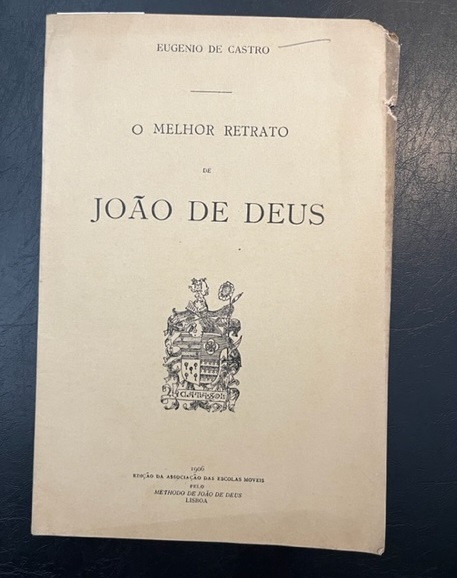 EUGENIO DE CASTRO
O MELHOR RETRATO
DE
JOÃO DE DEUS
1906
EDIÇÃO DA ASSOCIAÇÃO DAS ESCOLAS MOVEIS
PELO
METHODO DE JOÃO DE DEUS
LISBOA